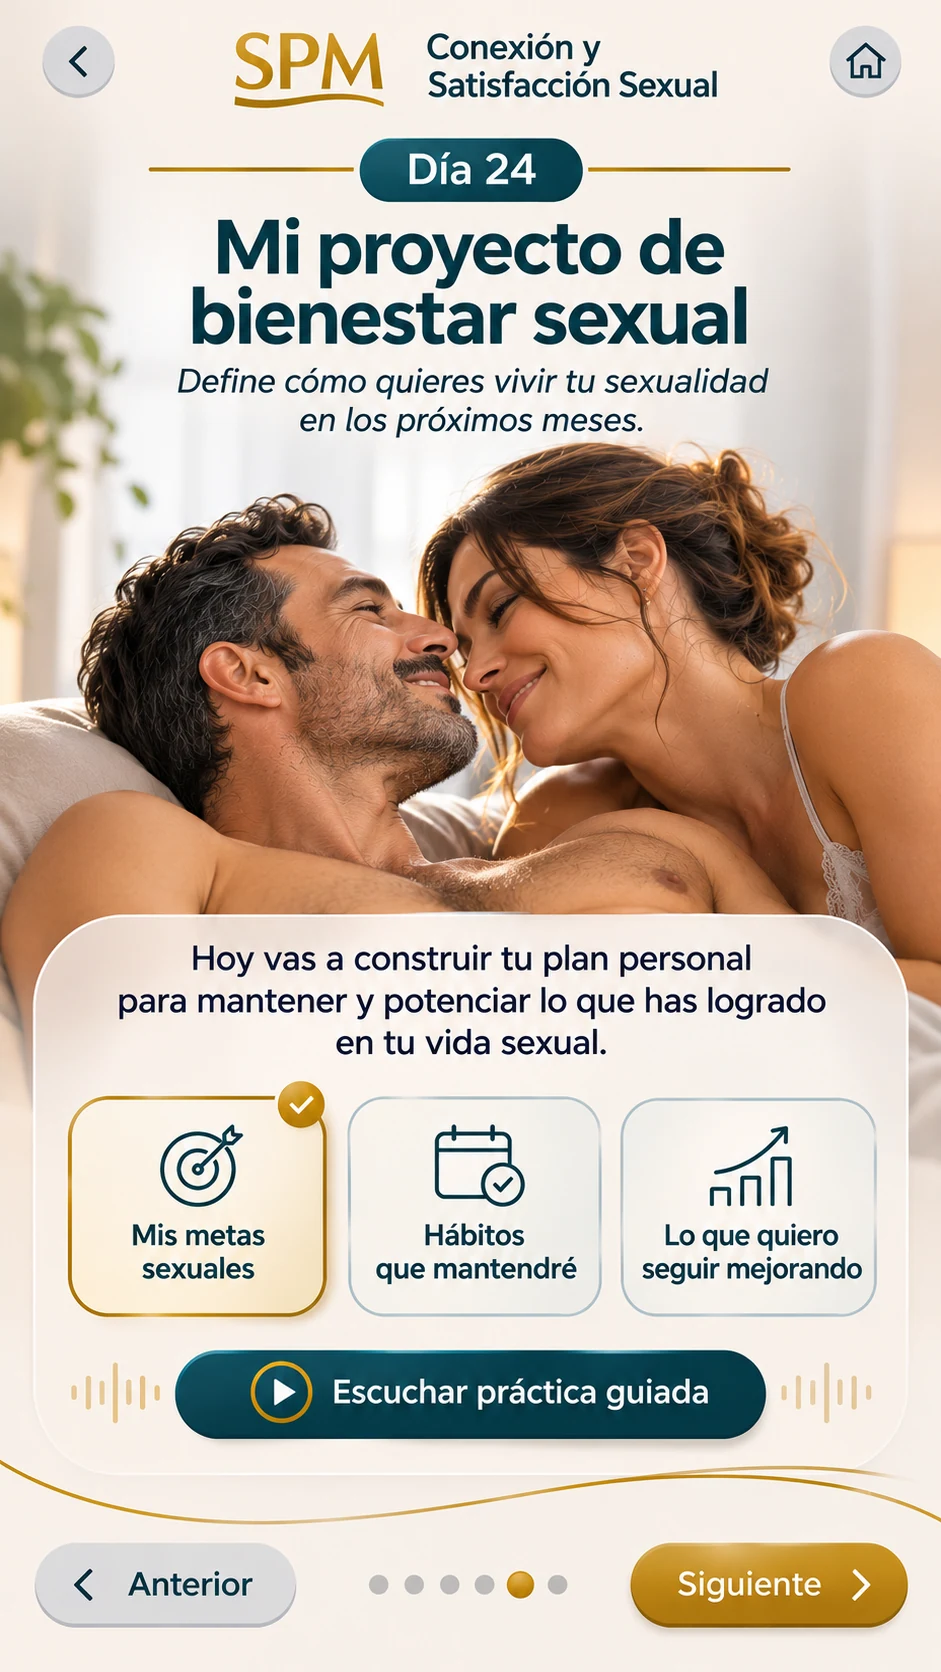 SPM
Conexión y
Satisfacción Sexual
Día 24
Mi proyecto de
bienestar sexual
Define cómo quieres vivir tu sexualidad
en los próximos meses.
Hoy vas a construir tu plan personal
para mantener y potenciar lo que has logrado
en tu vida sexual.
Mis metas
sexuales
Hábitos
que mantendré
Lo que quiero
seguir mejorando
Escuchar práctica guiada
Anterior
Siguiente